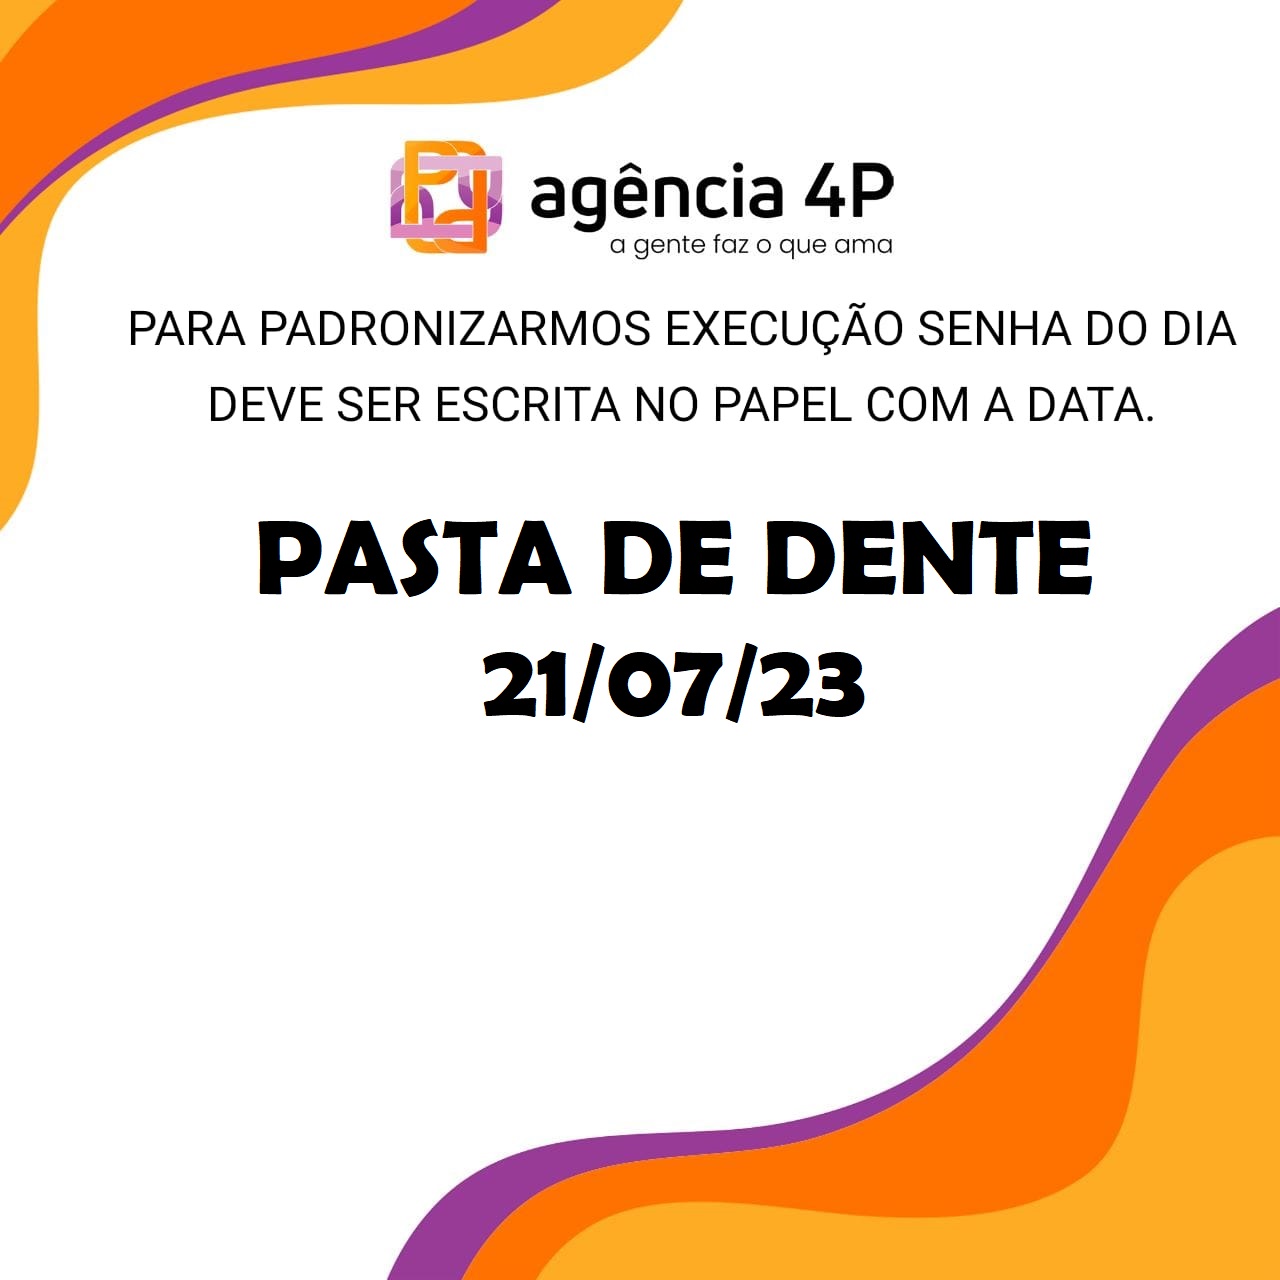 agência 4P
a gente faz o que ama
PARA PADRONIZARMOS EXECUÇÃO SENHA DO DIA
DEVE SER ESCRITA NO PAPEL COM A DATA.
PASTA DE DENTE
21/07/23